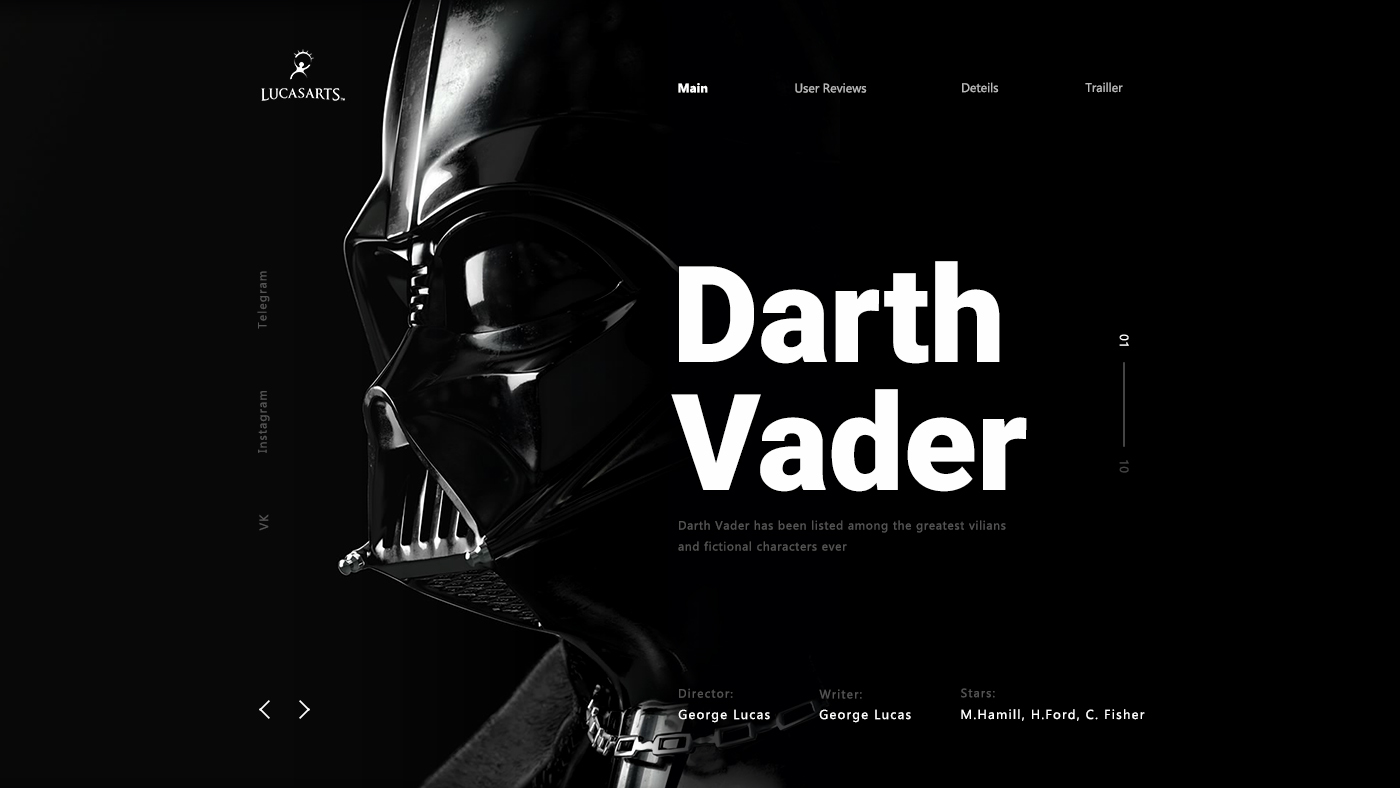 LUCASARTS™
Main
User Reviews
Deteils
Trailler
Telegram
Instagram
VK
Darth
Vader
01
10
Darth Vader has been listed among the greatest vilians
and fictional characters ever
Director:
George Lucas
Writer:
George Lucas
Stars:
M.Hamill, H.Ford, C. Fisher